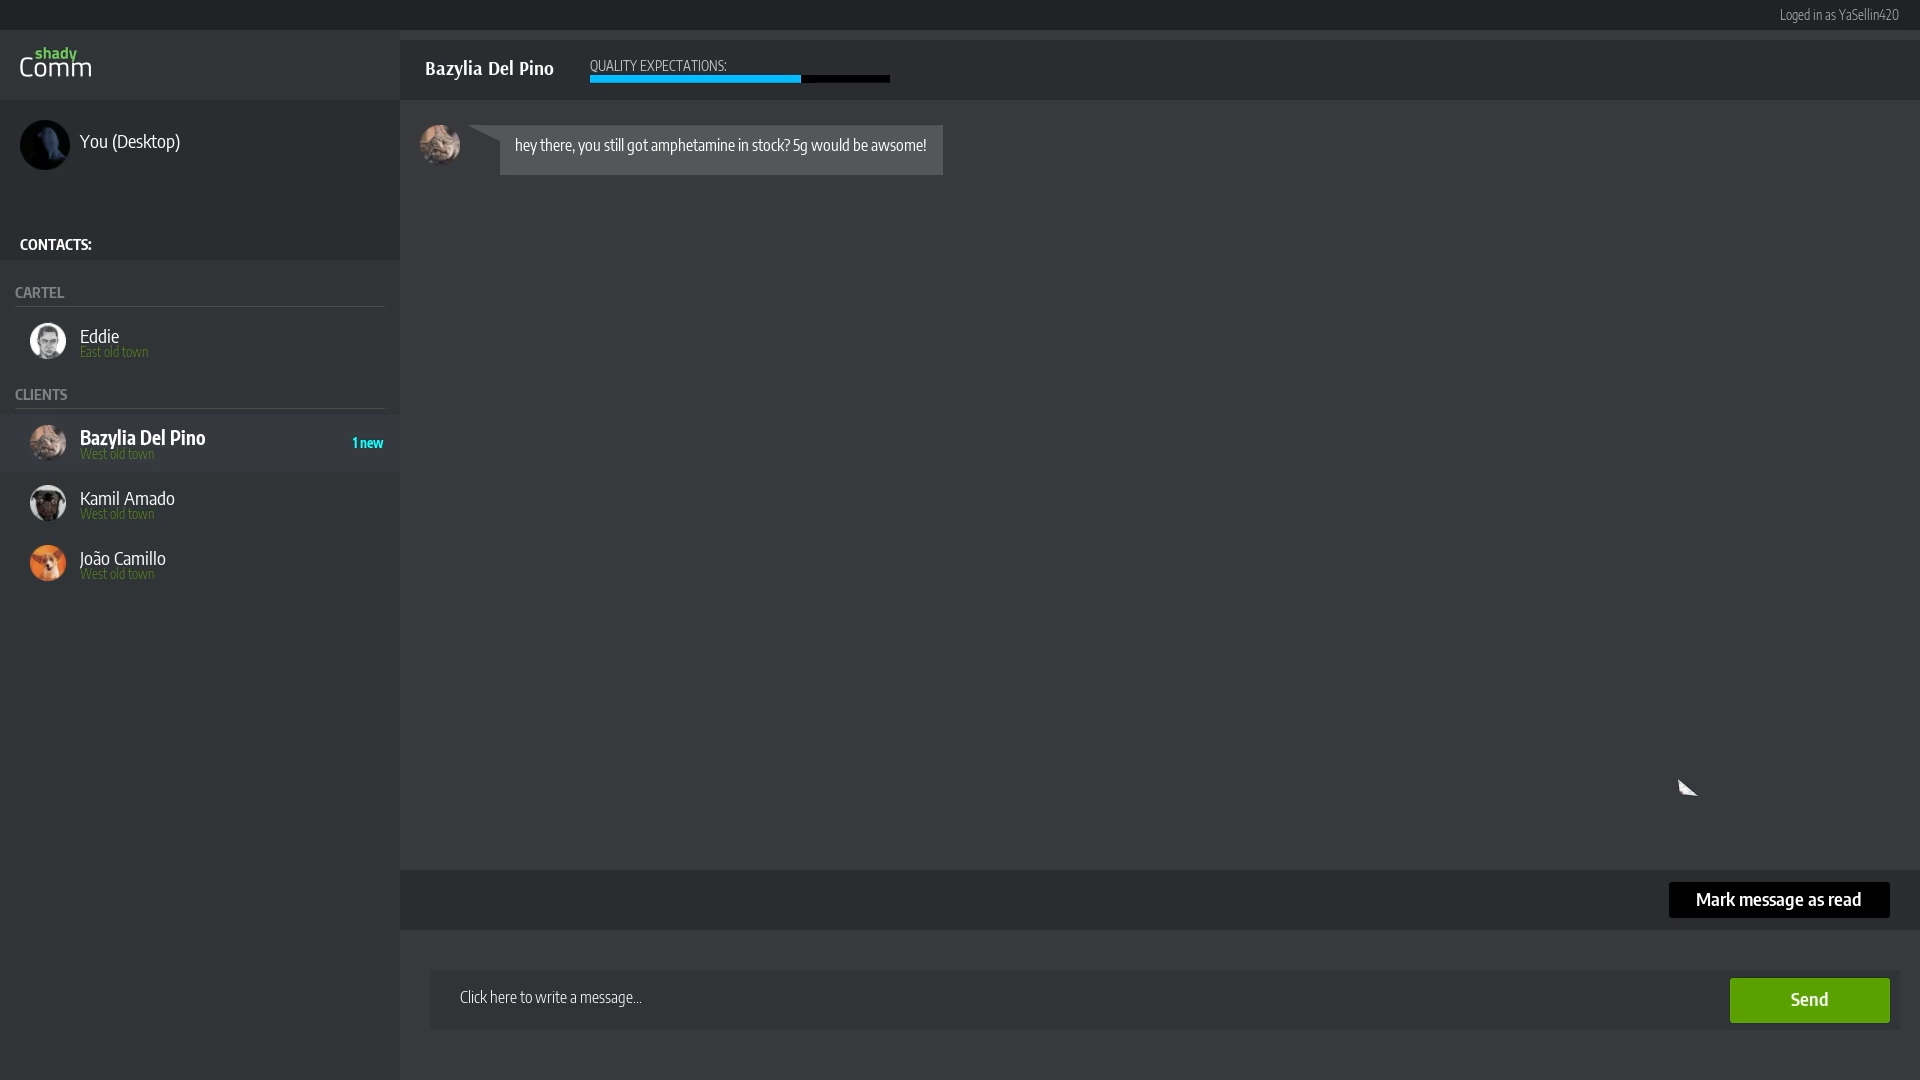 Loged in as YaSellin420
shady
Comm
Bazylia Del Pino
QUALITY EXPECTATIONS:
You (Desktop)
hey there, you still got amphetamine in stock? 5g would be awsome!
CONTACTS:
CARTEL
Eddie
East old town
CLIENTS
Bazylia Del Pino
West old town
1 new
Kamil Amado
West old town
João Camillo
West old town
Mark message as read
Click here to write a message...
Send